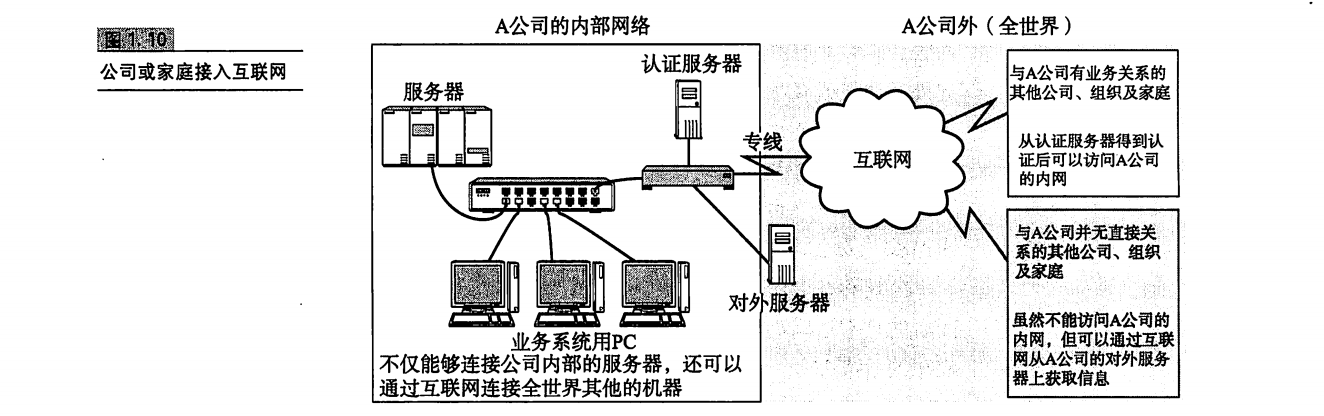 图1.10
公司或家庭接入互联网
A公司的内部网络
A公司外（全世界）
认证服务器
服务器
专线
互联网
与A公司有业务关系的
其他公司、组织及家庭
从认证服务器得到认
证后可以访问A公司
的内网
与A公司并无直接关
系的其他公司、组织
及家庭
虽然不能访问A公司的
内网，但可以通过互联
网从A公司的对外服务
器上获取信息
对外服务器
业务系统用PC
不仅能够连接公司内部的服务器，还可以
通过互联网连接全世界其他的机器